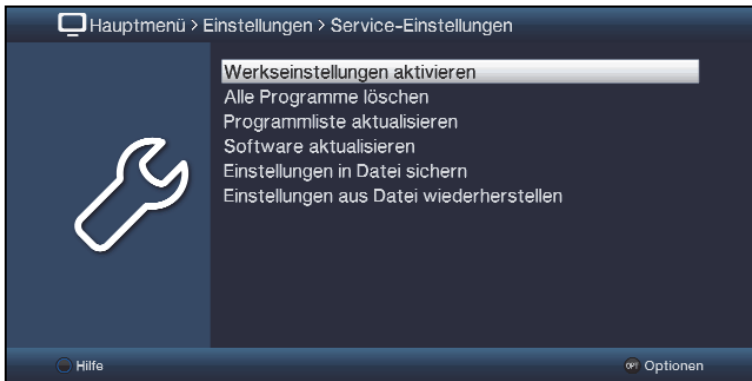 Hauptmenü > Einstellungen > Service-Einstellungen
Werkseinstellungen aktivieren
Alle Programme löschen
Programmliste aktualisieren
Software aktualisieren
Einstellungen in Datei sichern
Einstellungen aus Datei wiederherstellen
Hilfe
OPT Optionen